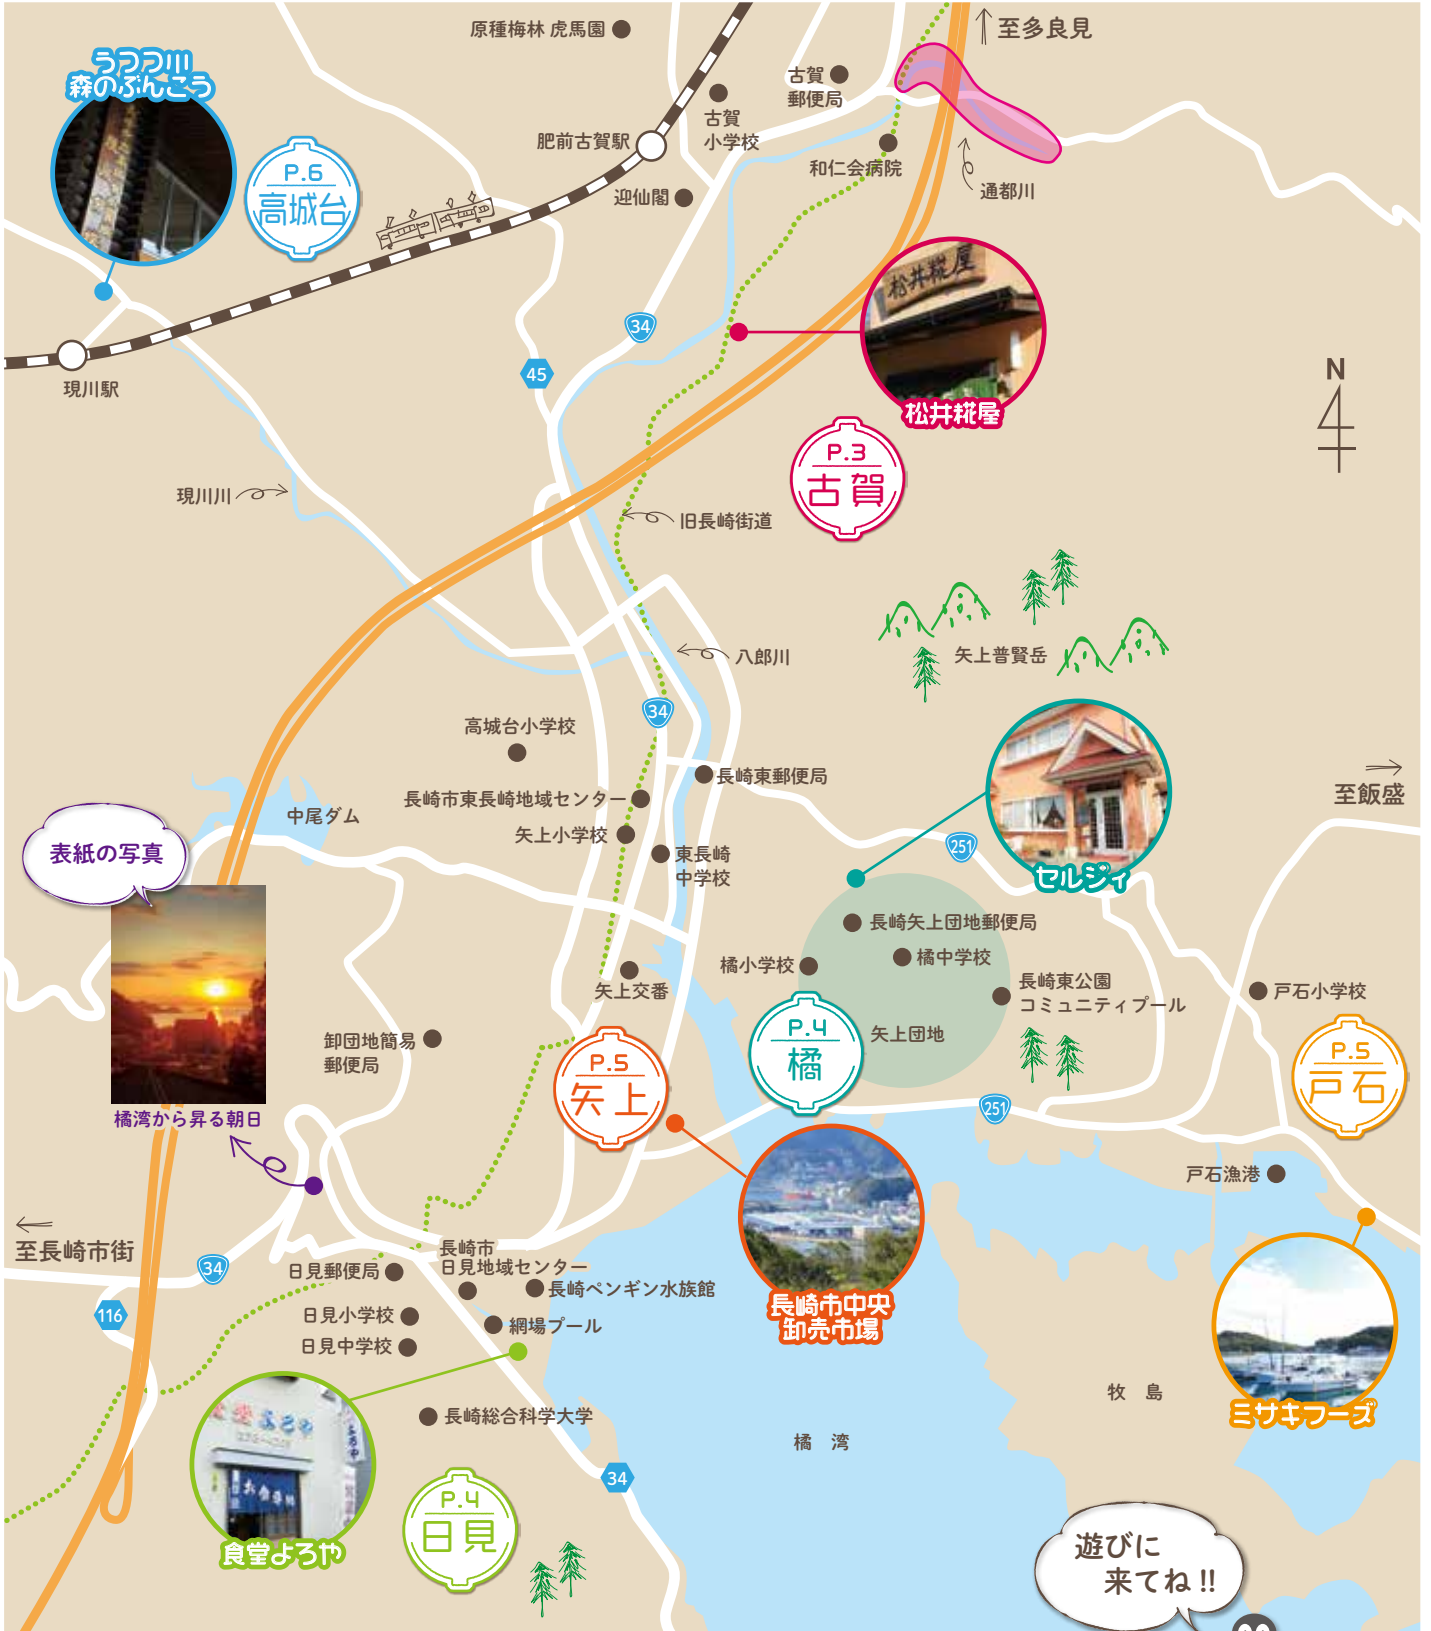 原種梅林 虎馬園
至多良見
うつつ川
森のぶんこう
古賀
郵便局
古賀
小学校
肥前古賀駅
和仁会病院
迎仙閣
通都川
P.6
高城台
松井糀屋
34
現川駅
45
N
松井糀屋
P.3
古賀
現川川
旧長崎街道
八郎川
矢上普賢岳
34
高城台小学校
長崎東郵便局
長崎市東長崎地域センター
中尾ダム
至飯盛
矢上小学校
251
表紙の写真
東長崎
中学校
セルジィ
長崎矢上団地郵便局
橘小学校
橘中学校
長崎東公園
コミュニティプール
矢上交番
戸石小学校
卸団地簡易
郵便局
矢上団地
P.5
矢上
P.4
橘
P.5
戸石
橘湾から昇る朝日
251
戸石漁港
至長崎市街
34
長崎市
日見地域センター
日見郵便局
長崎ペンギン水族館
116
日見小学校
網場プール
日見中学校
長崎市中央
卸売市場
牧 島
ミサキフーズ
長崎総合科学大学
橘 湾
34
食堂よろや
P.4
日見
遊びに
来てね!!